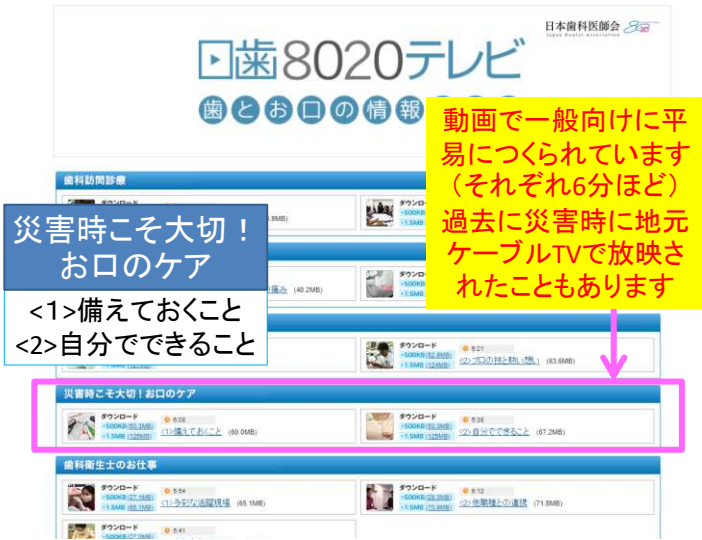 日本歯科医師会
Japan Dental Association
歯8020テレビ
歯とお口の情報
動画で一般向けに平
易につくられています
（それぞれ6分ほど）
過去に災害時に地元
ケーブルTVで放映さ
れたこともあります
歯科訪問診療
災害時こそ大切！
お口のケア
<1>備えておくこと
<2>自分でできること
ダウンロード
ダウンロード
(40.2MB)
ダウンロード
6:21
<2>プロの技と熱い想い (63.6MB)
災害時こそ大切！お口のケア
ダウンロード
<1>備えておくこと (60.0MB)
ダウンロード
<2>自分でできること (67.2MB)
歯科衛生士のお仕事
ダウンロード
5:54
<1>多彩な活躍現場 (65.1MB)
ダウンロード
6:12
<2>他職種との連携 (71.8MB)
ダウンロード
5:41